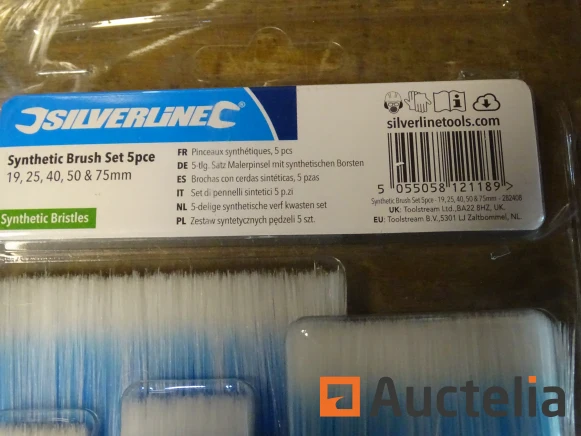 SILVERLINE
Synthetic Brush Set 5pce
19, 25, 40, 50 & 75mm
Synthetic Bristles
FR Pinceaux synthétiques, 5 pcs
DE 5-tlg. Satz Malerpinsel mit synthetischen Borsten
ES Brochas con cerdas sintéticas, 5 pzas
IT Set di pennelli sintetici 5 p.zi
NL 5-delige synthetische verf kwasten set
PL Zestaw syntetycznych pędzeli 5 szt.
silverlinetools.com
5 055058 121189 >
Synthetic Brush Set 5pce - 19, 25, 40, 50 & 75mm - 282408
UK: Toolstream Ltd.,BA22 8HZ, UK.
EU: Toolstream B.V.,5301 LJ Zaltbommel, NL.
Auctelia